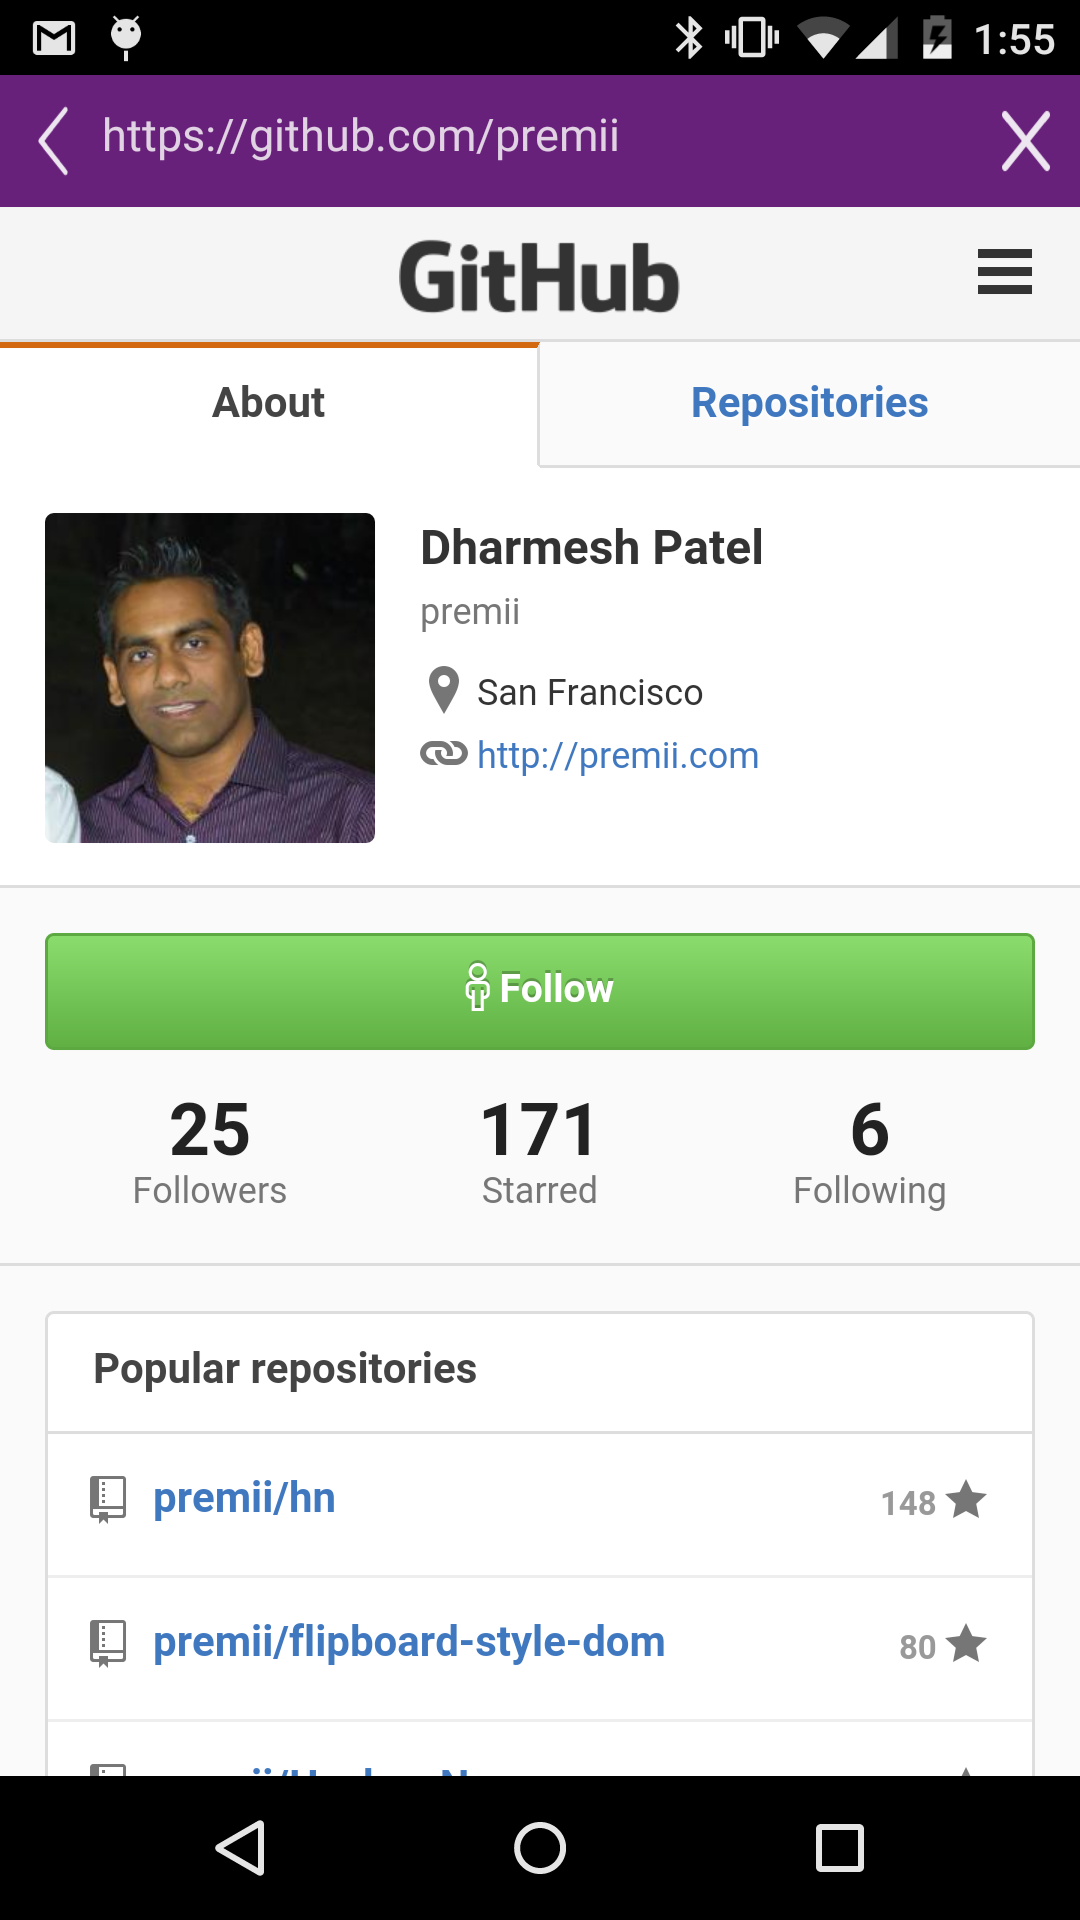 1:55
https://github.com/premii
GitHub
About
Repositories
Dharmesh Patel
premii
San Francisco
http://premii.com
Follow
25
171
6
Followers
Starred
Following
Popular repositories
premii/hn
148
premii/flipboard-style-dom
80